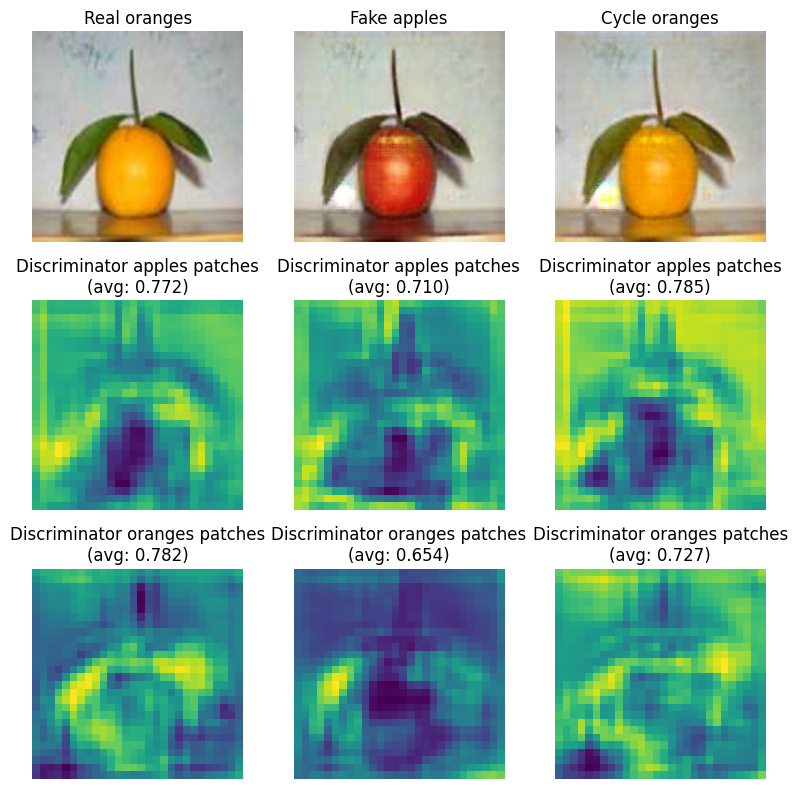 Real oranges
Fake apples
Cycle oranges
Discriminator apples patches
(avg: 0.772)
Discriminator apples patches
(avg: 0.710)
Discriminator apples patches
(avg: 0.785)
Discriminator oranges patches
(avg: 0.782)
Discriminator oranges patches
(avg: 0.654)
Discriminator oranges patches
(avg: 0.727)